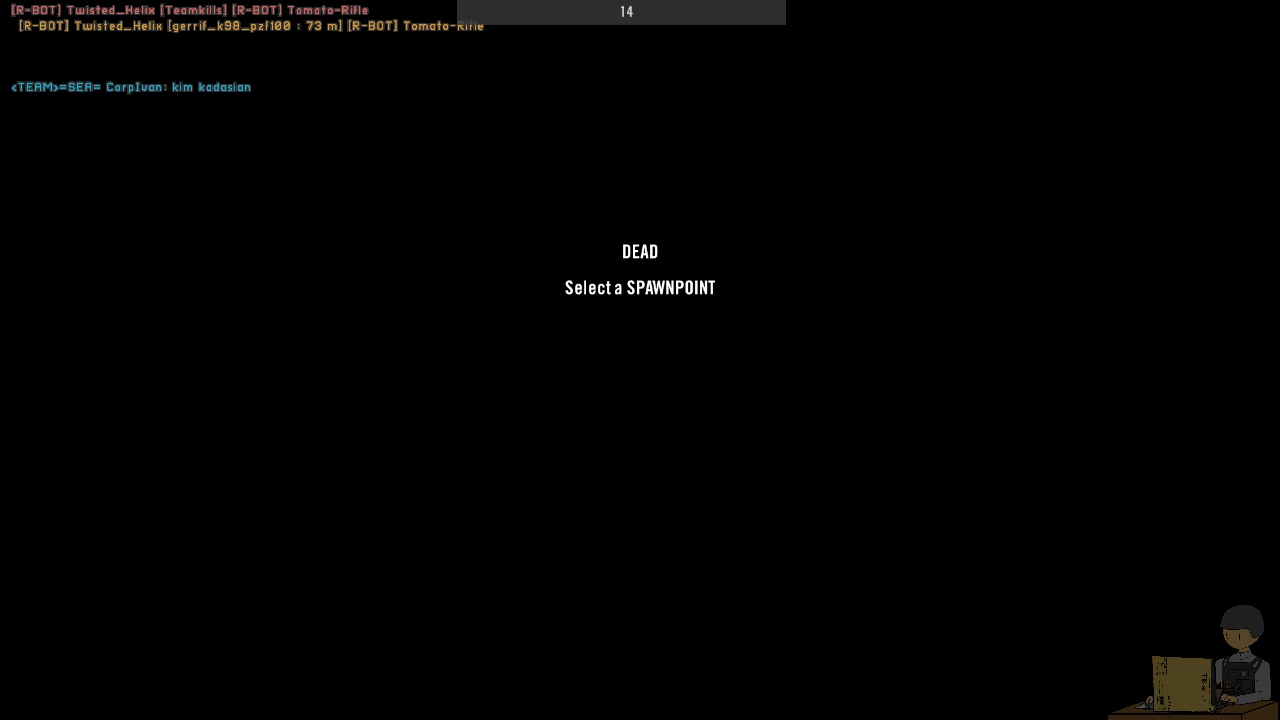 [R-BOT] Twisted_Helix [Teamkills] [R-BOT] Tomato-Rifle
14
[R-BOT] Twisted_Helix [gerrif_k98_pzf100 : 73 m] [R-BOT] Tomato-Rifle
<TEAM>=SEA= CorpIvan: kim kadasian
DEAD
Select a SPAWNPOINT